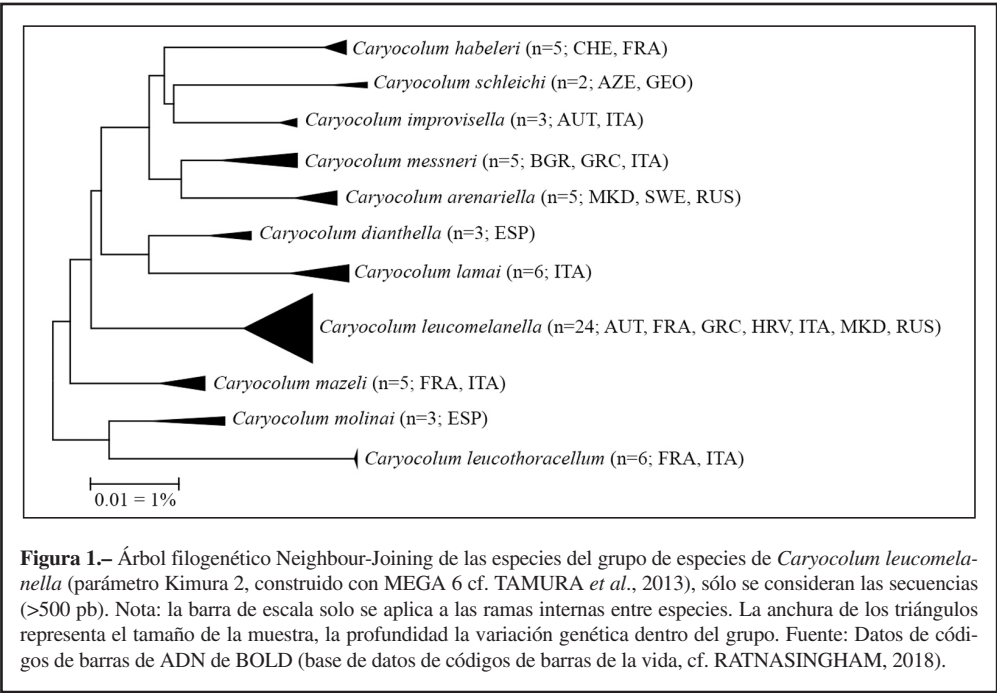 Caryocolum habeleri (n=5; CHE, FRA)
Caryocolum schleichi (n=2; AZE, GEO)
Caryocolum improvisella (n=3; AUT, ITA)
Caryocolum messneri (n=5; BGR, GRC, ITA)
Caryocolum arenariella (n=5; MKD, SWE, RUS)
Caryocolum dianthella (n=3; ESP)
Caryocolum lamai (n=6; ITA)
Caryocolum leucomelanella (n=24; AUT, FRA, GRC, HRV, ITA, MKD, RUS)
Caryocolum mazeli (n=5; FRA, ITA)
Caryocolum molinai (n=3; ESP)
Caryocolum leucothoracellum (n=6; FRA, ITA)
0.01 = 1%
Figura 1.– Árbol filogenético Neighbour-Joining de las especies del grupo de especies de Caryocolum leucomela-
nella (parámetro Kimura 2, construido con MEGA 6 cf. TAMURA et al., 2013), sólo se consideran las secuencias
(>500 pb). Nota: la barra de escala solo se aplica a las ramas internas entre especies. La anchura de los triángulos
representa el tamaño de la muestra, la profundidad la variación genética dentro del grupo. Fuente: Datos de códi-
gos de barras de ADN de BOLD (base de datos de códigos de barras de la vida, cf. RATNASINGHAM, 2018).